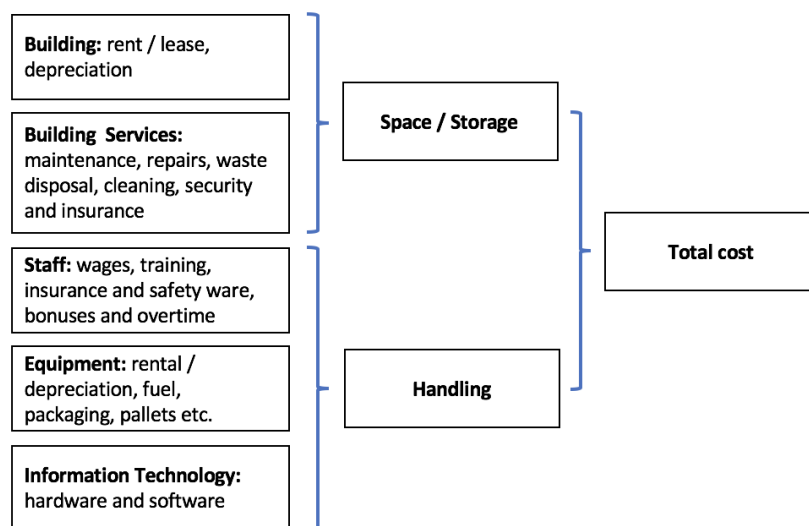 Building: rent / lease,
depreciation
Building Services:
maintenance, repairs, waste
disposal, cleaning, security
and insurance
Staff: wages, training,
insurance and safety ware,
bonuses and overtime
Equipment: rental /
depreciation, fuel,
packaging, pallets etc.
Information Technology:
hardware and software
Space / Storage
Handling
Total cost